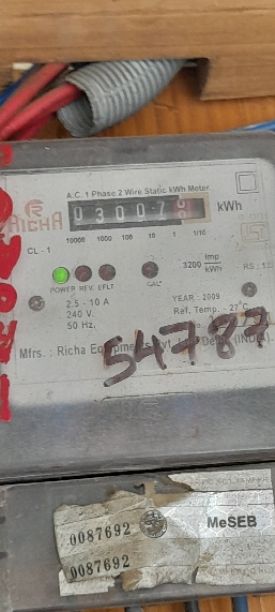 A.C. 1 Phase 2 Wire Static kWh Meter
RICHA
03007
kWh
10000 1000 100 10 1 1/10
CL - 1
3200 Imp/kWh
POWER REV. EFLT
CAL
2.5 - 10 A
240 V.
50 Hz.
YEAR : 2009
Ref. Temp. - 27°C
Mfrs. : Richa
(INDIA)
54787
MeSEB
0087692
0087692